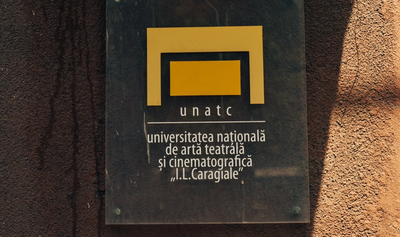 unatc
universitatea națională
de artă teatrală
și cinematografică
„I.L.Caragiale”